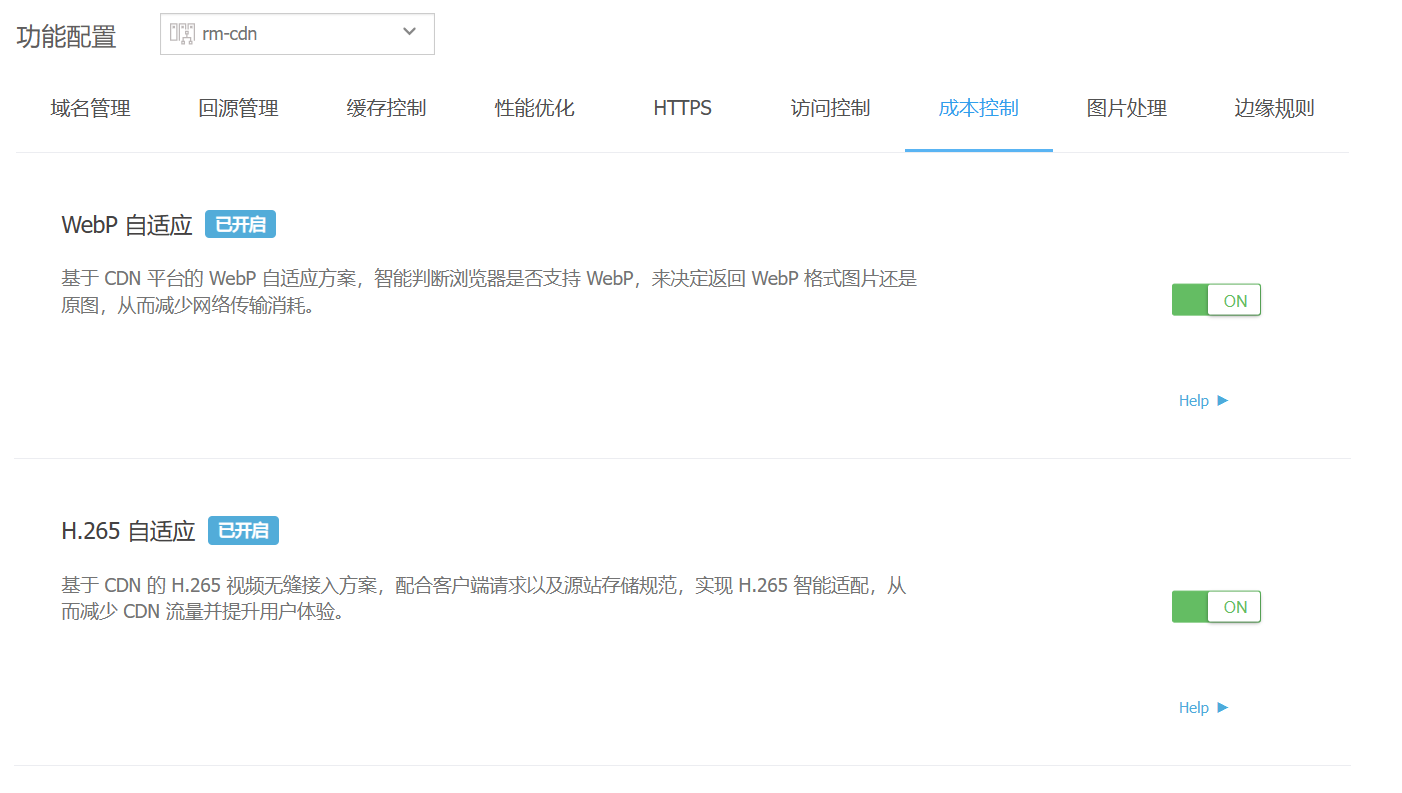 功能配置
rm-cdn
域名管理 回源管理 缓存控制 性能优化 HTTPS 访问控制 成本控制 图片处理 边缘规则
WebP 自适应 已开启
基于 CDN 平台的 WebP 自适应方案，智能判断浏览器是否支持 WebP，来决定返回 WebP 格式图片还是
原图，从而减少网络传输消耗。
ON
Help ▶
H.265 自适应 已开启
基于 CDN 的 H.265 视频无缝接入方案，配合客户端请求以及源站存储规范，实现 H.265 智能适配，从
而减少 CDN 流量并提升用户体验。
ON
Help ▶